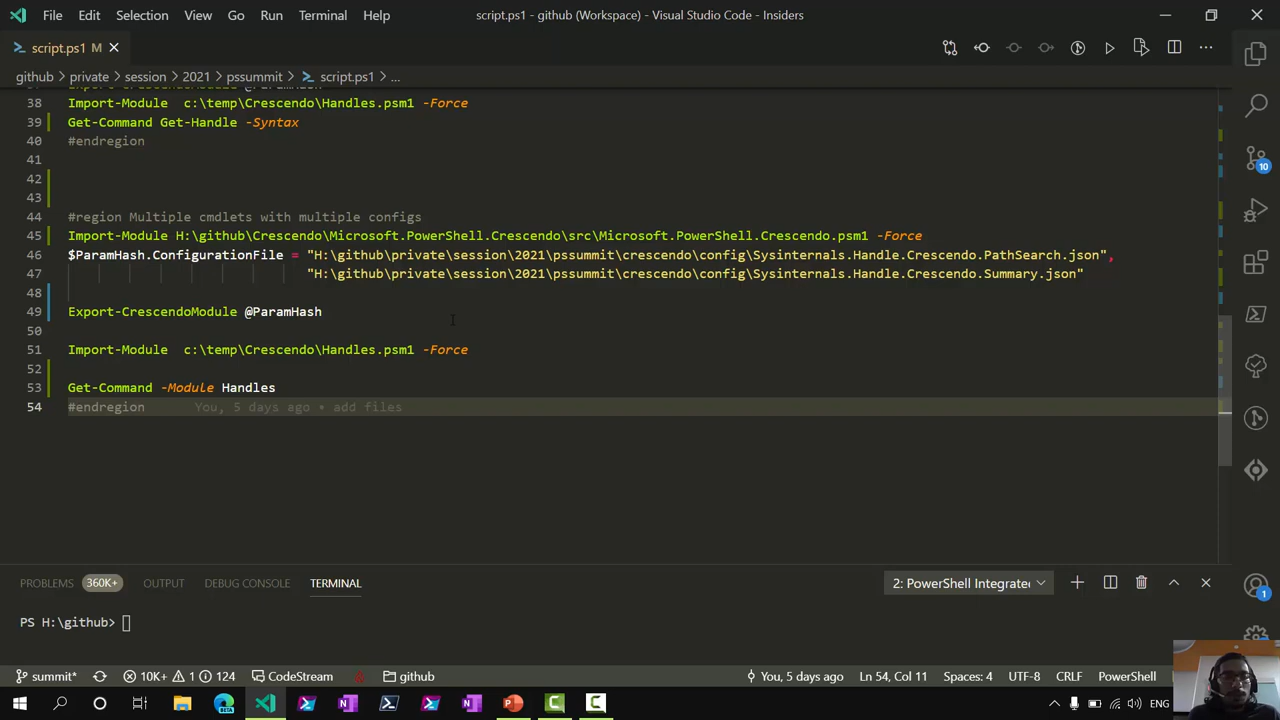 File Edit Selection View Go Run Terminal Help script.ps1 - github (Workspace) - Visual Studio Code - Insiders
script.ps1 M
github > private > session > 2021 > pssummit > script.ps1 > ...
38 Import-Module  c:\temp\Crescendo\Handles.psm1 -Force
39 Get-Command Get-Handle -Syntax
40 #endregion
41
42
43
44 #region Multiple cmdlets with multiple configs
45 Import-Module H:\github\Crescendo\Microsoft.PowerShell.Crescendo\src\Microsoft.PowerShell.Crescendo.psm1 -Force
46 $ParamHash.ConfigurationFile = "H:\github\private\session\2021\pssummit\crescendo\config\Sysinternals.Handle.Crescendo.PathSearch.json",
47 "H:\github\private\session\2021\pssummit\crescendo\config\Sysinternals.Handle.Crescendo.Summary.json"
48
49 Export-CrescendoModule @ParamHash
50
51 Import-Module  c:\temp\Crescendo\Handles.psm1 -Force
52
53 Get-Command -Module Handles
54 #endregion You, 5 days ago • add files
10
PROBLEMS 360K+ OUTPUT DEBUG CONSOLE TERMINAL 2: PowerShell Integrate
PS H:\github>
1
summit* 10K+ 1 124 CodeStream github You, 5 days ago Ln 54, Col 11 Spaces: 4 UTF-8 CRLF PowerShell
BETA ENG